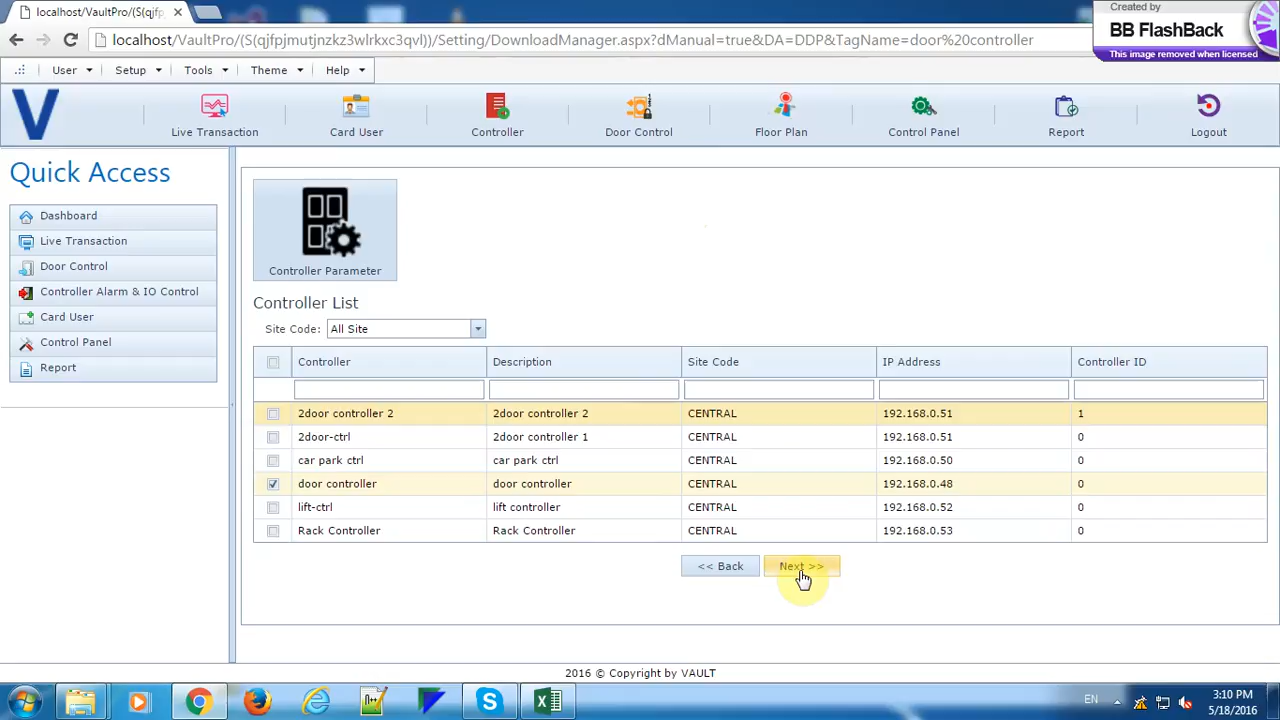 localhost/VaultPro/(S(qjfp
Created by
BB FlashBack
This image removed when licensed
localhost/VaultPro/(S(qjfpjmutjnzkz3wlrkxc3qvl))/Setting/DownloadManager.aspx?dManual=true&DA=DDP&TagName=door%20controller
User Setup Tools Theme Help
V
Live Transaction Card User Controller Door Control Floor Plan Control Panel Report Logout
Quick Access
Dashboard
Live Transaction
Door Control
Controller Alarm & IO Control
Card User
Control Panel
Report
Controller Parameter
Controller List
Site Code: All Site
Controller Description Site Code IP Address Controller ID
2door controller 2 2door controller 2 CENTRAL 192.168.0.51 1
2door-ctrl 2door controller 1 CENTRAL 192.168.0.51 0
car park ctrl car park ctrl CENTRAL 192.168.0.50 0
door controller door controller CENTRAL 192.168.0.48 0
lift-ctrl lift controller CENTRAL 192.168.0.52 0
Rack Controller Rack Controller CENTRAL 192.168.0.53 0
<< Back Next >>
2016 © Copyright by VAULT
EN 3:10 PM
5/18/2016